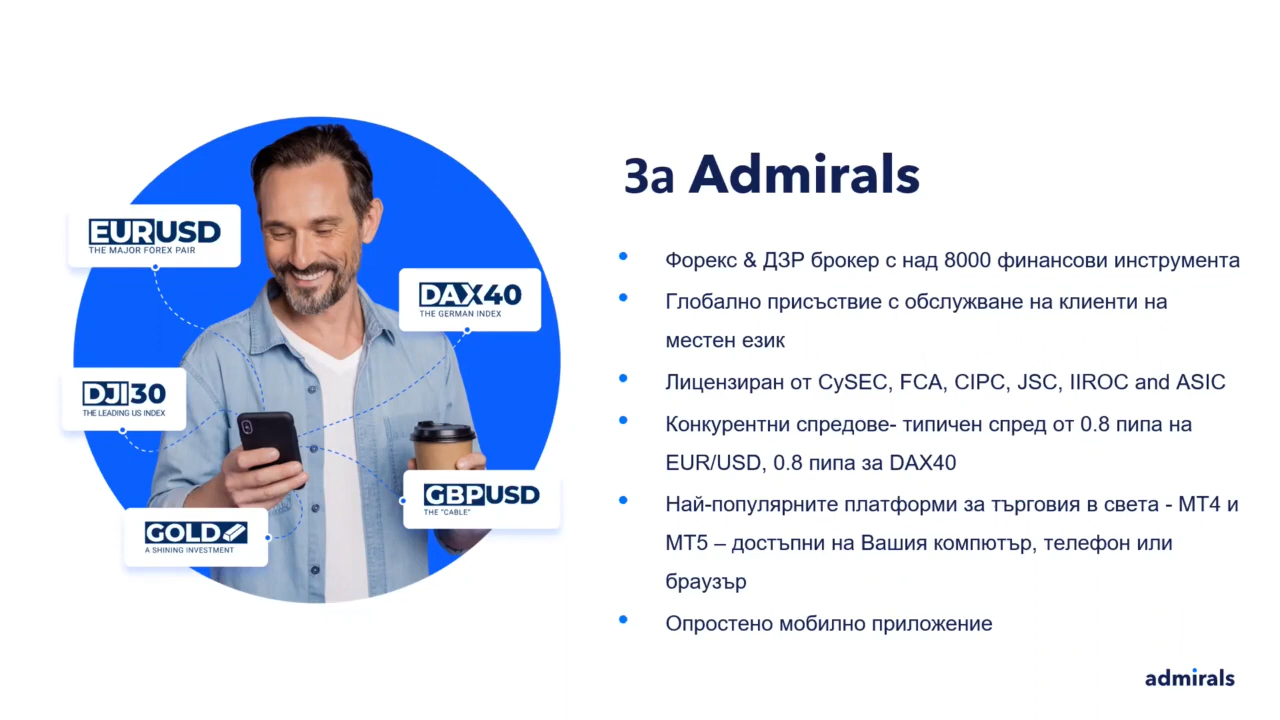 За Admirals
Форекс & ДЗР брокер с над 8000 финансови инструмента
Глобално присъствие с обслужване на клиенти на
местен език
Лицензиран от CySEC, FCA, CIPC, JSC, IIROC and ASIC
Конкурентни спредове- типичен спред от 0.8 пипа на
EUR/USD, 0.8 пипа за DAX40
Най-популярните платформи за търговия в света - MT4 и
MT5 – достъпни на Вашия компютър, телефон или
браузър
Опростено мобилно приложение
EURUSD
THE MAJOR FOREX PAIR
DAX40
THE GERMAN INDEX
DJI30
THE LEADING US INDEX
GBPUSD
THE "CABLE"
GOLD
A SHINING INVESTMENT
admirals